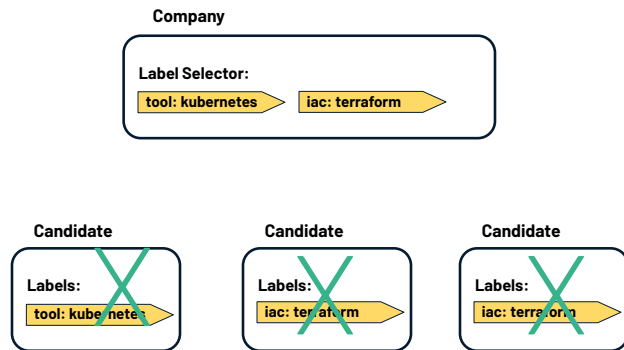 Company
Label Selector:
tool: kubernetes iac: terraform
Candidate Candidate Candidate
Labels: Labels: Labels:
tool: kubernetes iac: terraform iac: terraform